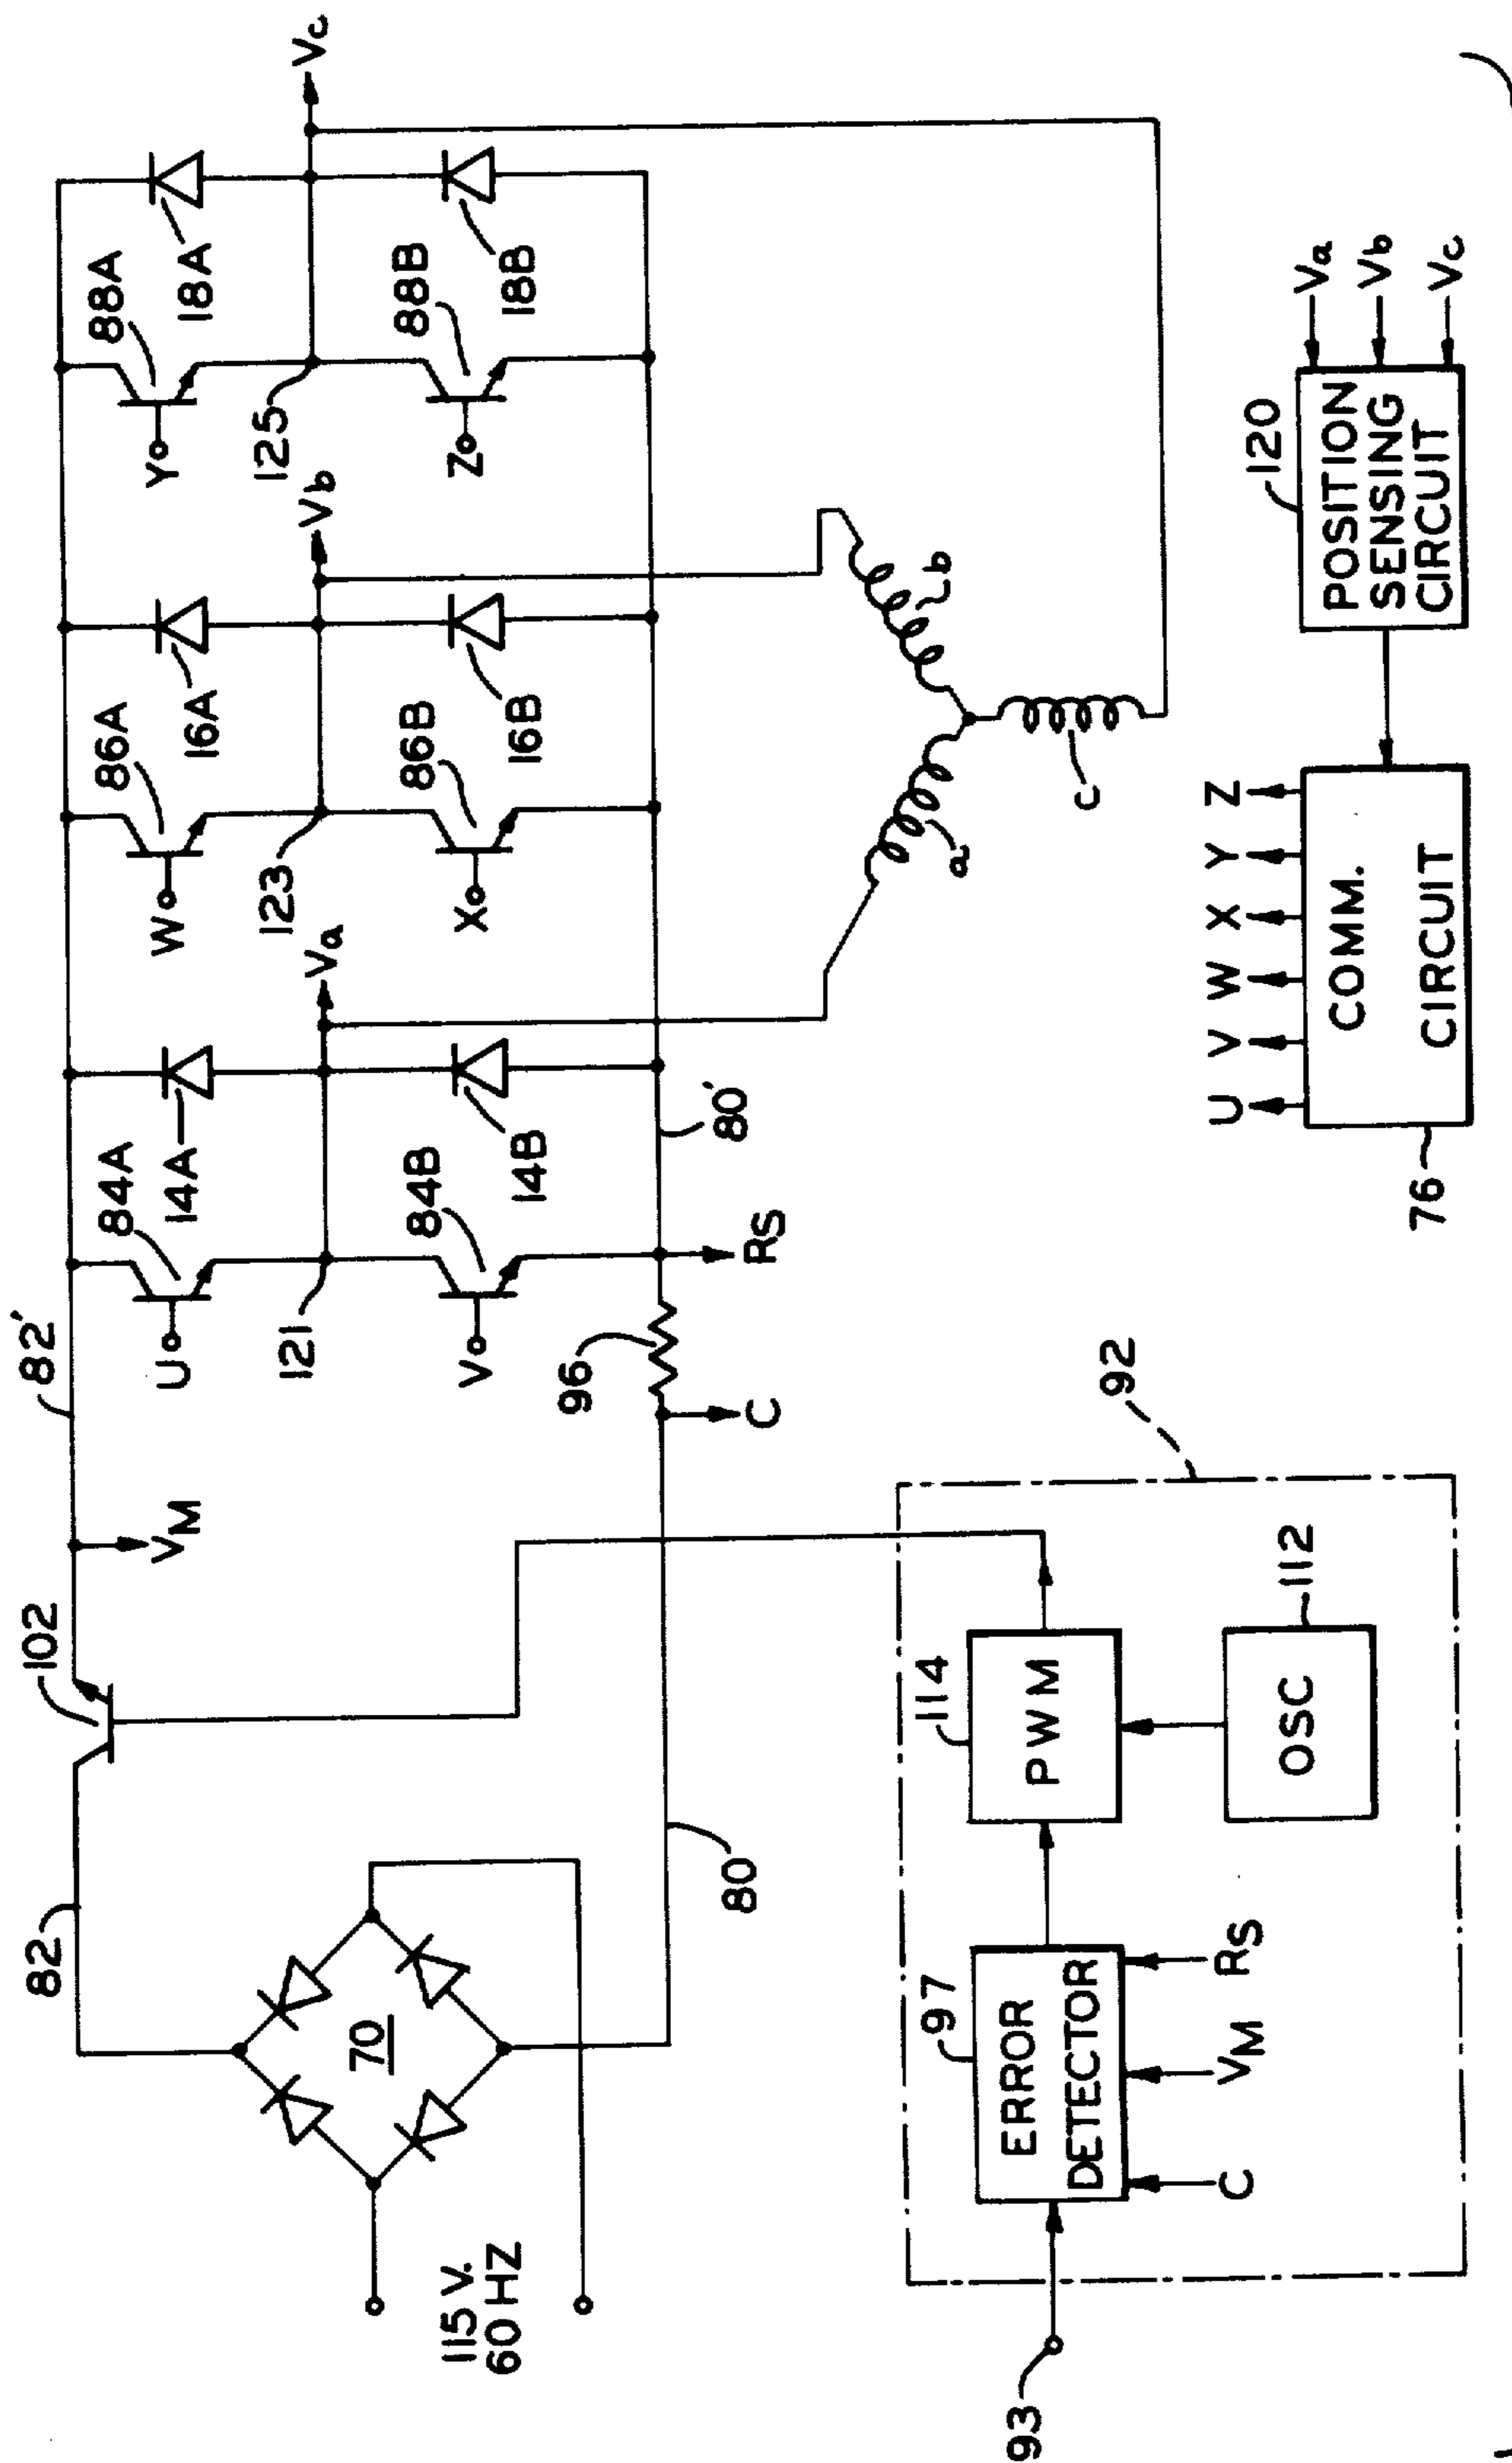 82
102
VM
82'
U
84A
14A
W
86A
16A
Y
88A
18A
121
Va
123
Vb
125
Vc
70
115 V.
60 HZ
V
84B
14B
X
86B
16B
Z
88B
18B
96
80
C
RS
80'
a
b
c
92
93
97
ERROR
DETECTOR
C
VM
RS
114
PWM
OSC
112
U
V
W
X
Y
Z
76
COMM.
CIRCUIT
120
POSITION
SENSING
CIRCUIT
Va
Vb
Vc